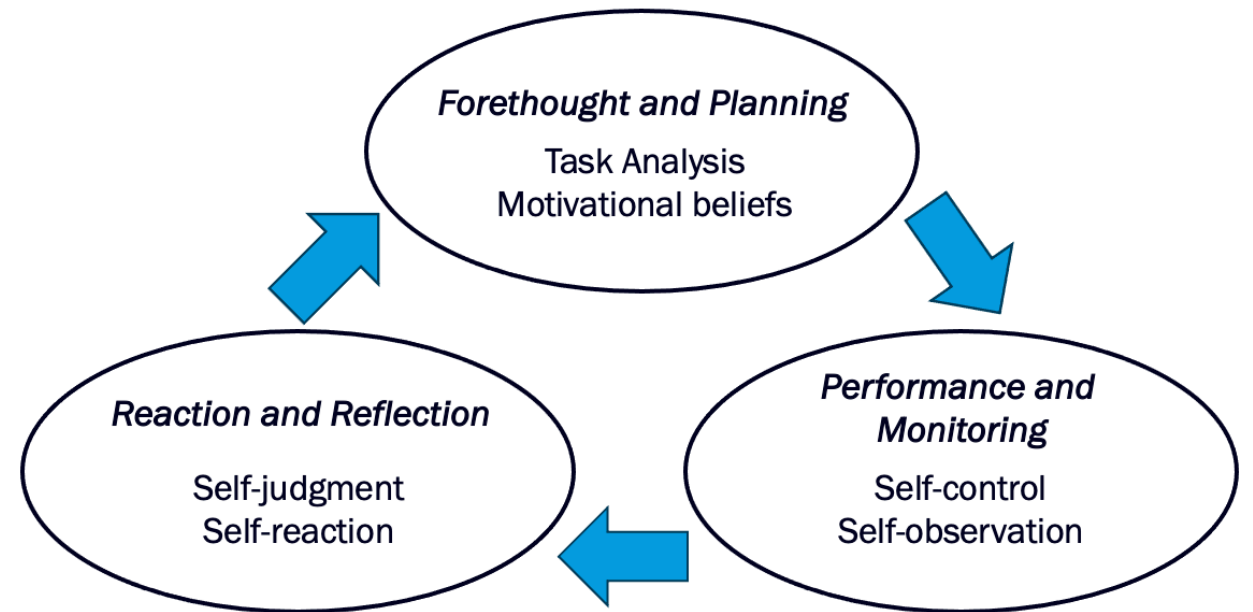 Forethought and Planning
Task Analysis
Motivational beliefs
Reaction and Reflection
Self-judgment
Self-reaction
Performance and
Monitoring
Self-control
Self-observation